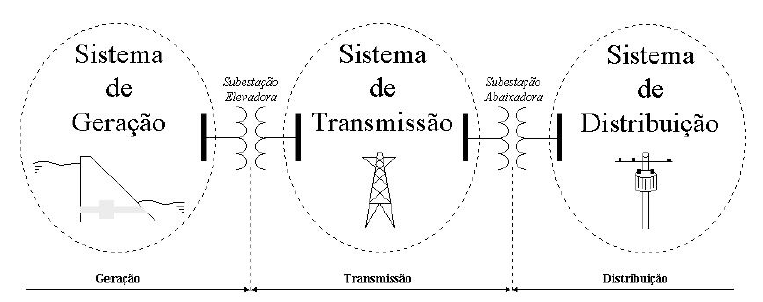 Sistema
de
Geração
Subestação
Elevadora
Sistema
de
Transmissão
Subestação
Abaixadora
Sistema
de
Distribuição
Geração
Transmissão
Distribuição